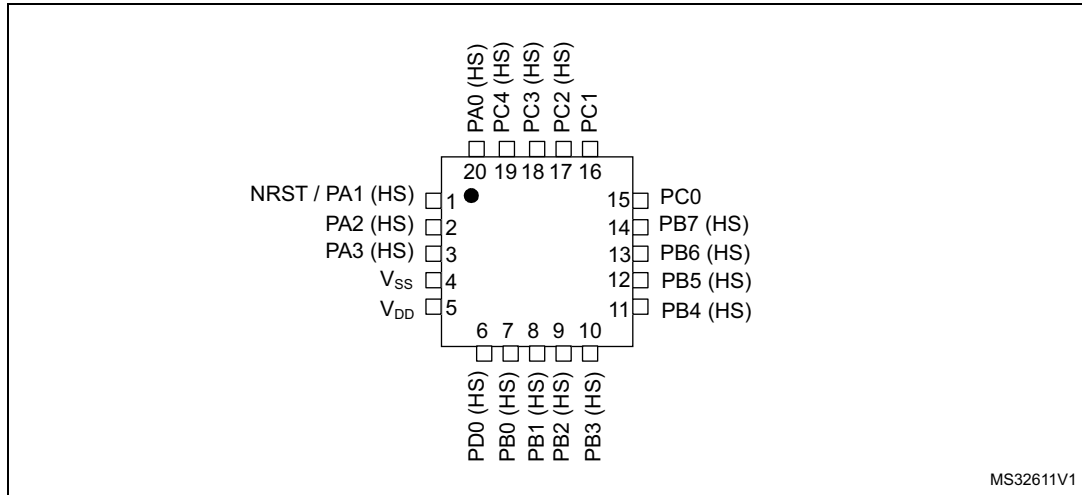 PA0 (HS)
PC4 (HS)
PC3 (HS)
PC2 (HS)
PC1
20 19 18 17 16
NRST / PA1 (HS) 1
PA2 (HS) 2
PA3 (HS) 3
VSS 4
VDD 5
15 PC0
14 PB7 (HS)
13 PB6 (HS)
12 PB5 (HS)
11 PB4 (HS)
6 7 8 9 10
PD0 (HS)
PB0 (HS)
PB1 (HS)
PB2 (HS)
PB3 (HS)
MS32611V1